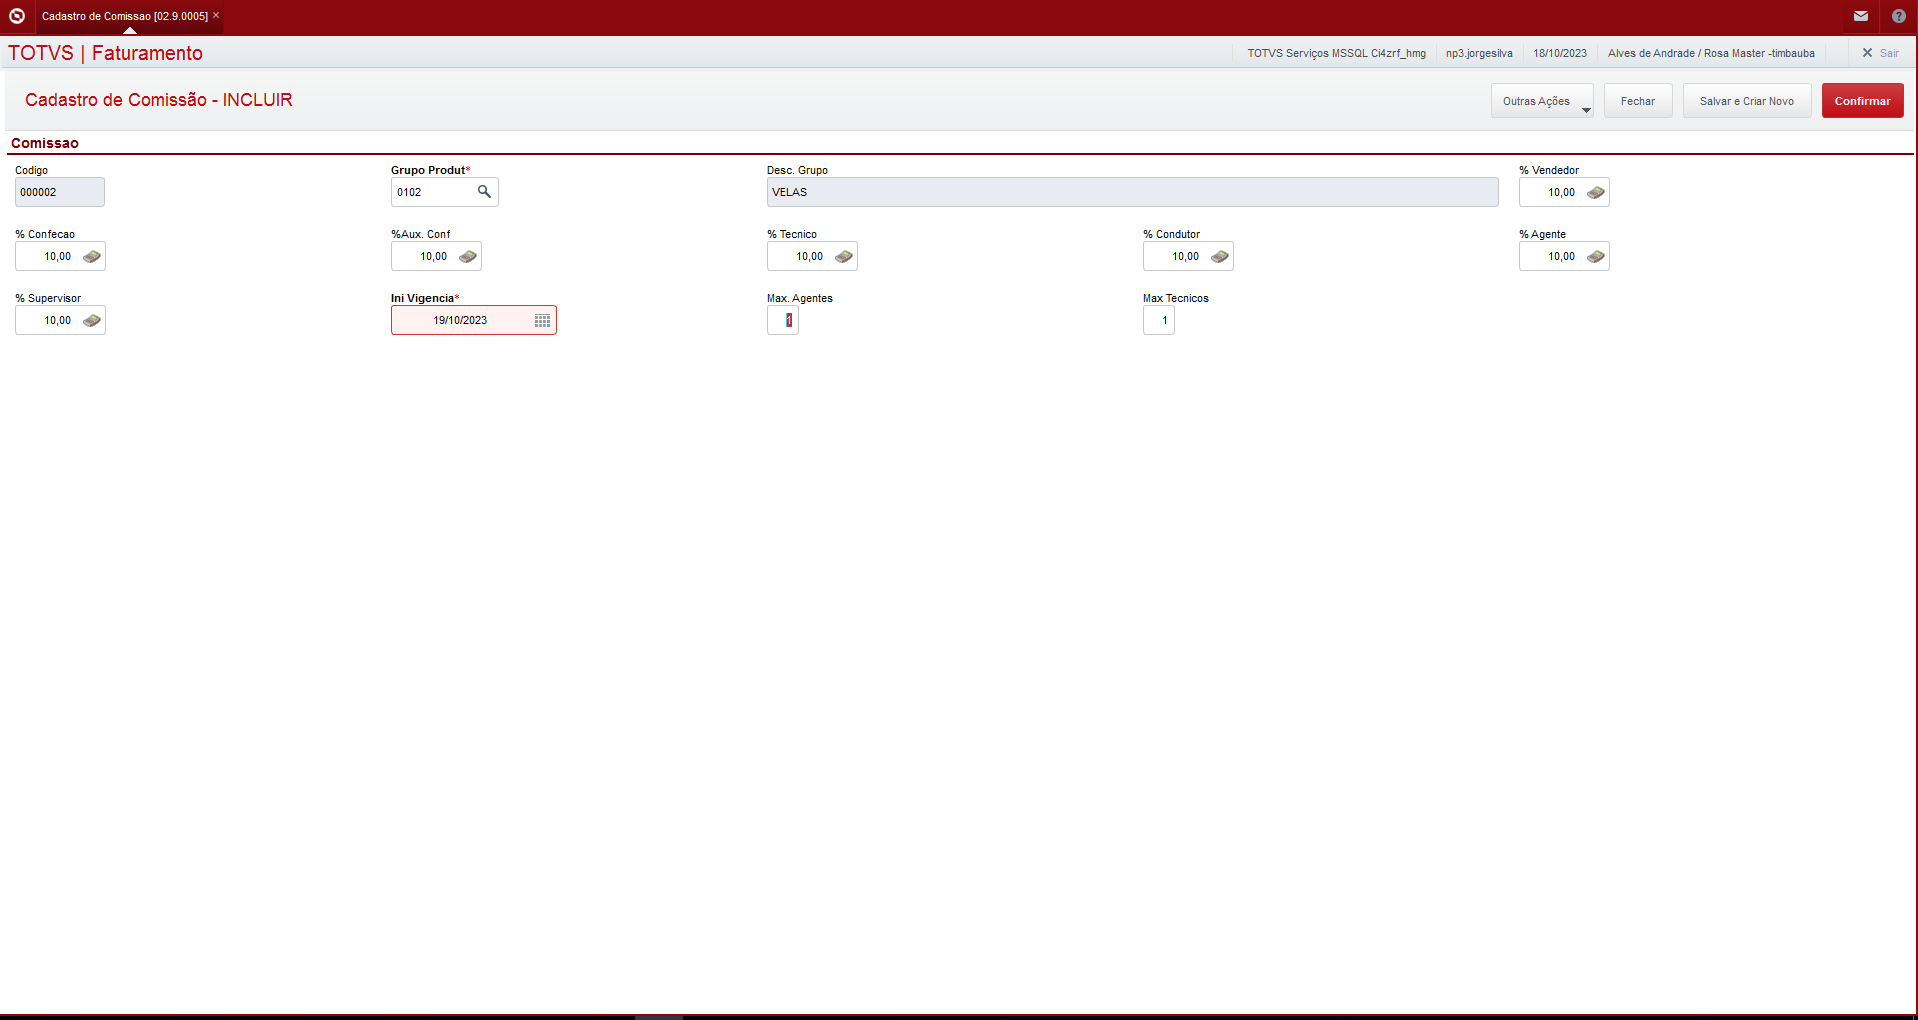 Cadastro de Comissao [02.9.0005] ×
TOTVS | Faturamento
TOTVS Serviços MSSQL Ci4zrf_hmg
np3.jorgesilva
18/10/2023
Alves de Andrade / Rosa Master -timbauba
Sair
Cadastro de Comissão - INCLUIR
Outras Ações
Fechar
Salvar e Criar Novo
Confirmar
Comissao
Codigo
000002
Grupo Produt*
0102
Desc. Grupo
VELAS
% Vendedor
10,00
% Confecao
10,00
%Aux. Conf
10,00
% Tecnico
10,00
% Condutor
10,00
% Agente
10,00
% Supervisor
10,00
Ini Vigencia*
19/10/2023
Max. Agentes
1
Max Tecnicos
1